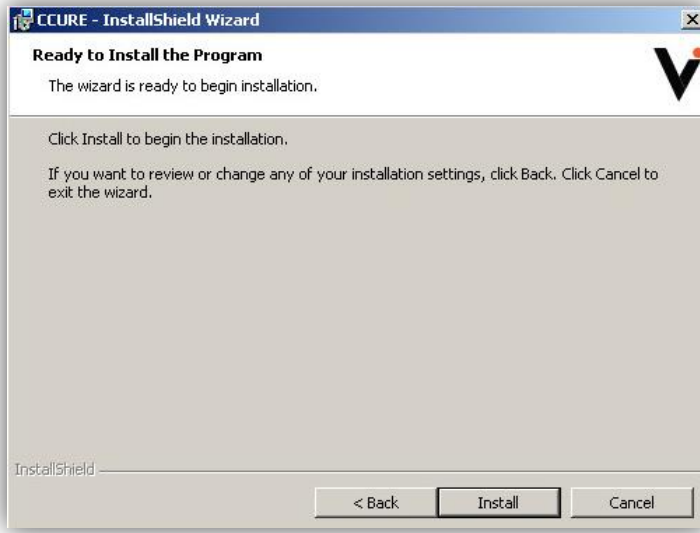 CCURE - InstallShield Wizard
Ready to Install the Program
The wizard is ready to begin installation.
Click Install to begin the installation.
If you want to review or change any of your installation settings, click Back. Click Cancel to
exit the wizard.
InstallShield
< Back Install Cancel